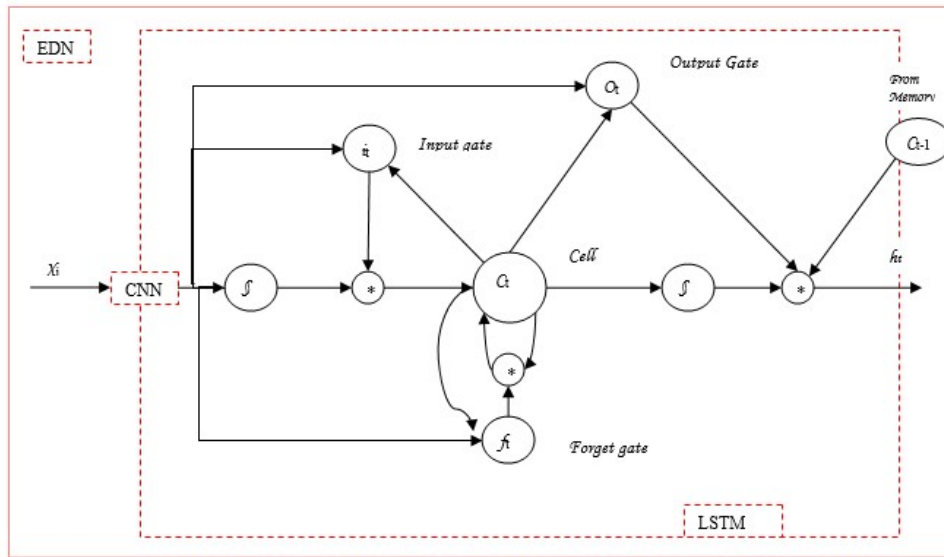 EDN
Output Gate
From
Memory
Ot
Ct-1
it
Input gate
Xi
CNN
ʃ
*
Ct
Cell
ʃ
*
ht
*
ft
Forget gate
LSTM